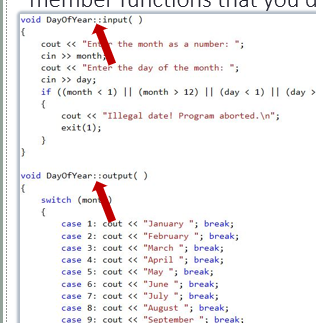 member functions that you d
void DayOfYear::input( )
{
    cout << "Enter the month as a number: ";
    cin >> month;
    cout << "Enter the day of the month: ";
    cin >> day;
    if ((month < 1) || (month > 12) || (day < 1) || (day >
    {
        cout << "Illegal date! Program aborted.\n";
        exit(1);
    }
}
void DayOfYear::output( )
{
    switch (month)
    {
        case 1: cout << "January "; break;
        case 2: cout << "February "; break;
        case 3: cout << "March "; break;
        case 4: cout << "April "; break;
        case 5: cout << "May "; break;
        case 6: cout << "June "; break;
        case 7: cout << "July "; break;
        case 8: cout << "August "; break;
        case 9: cout << "September "; break;